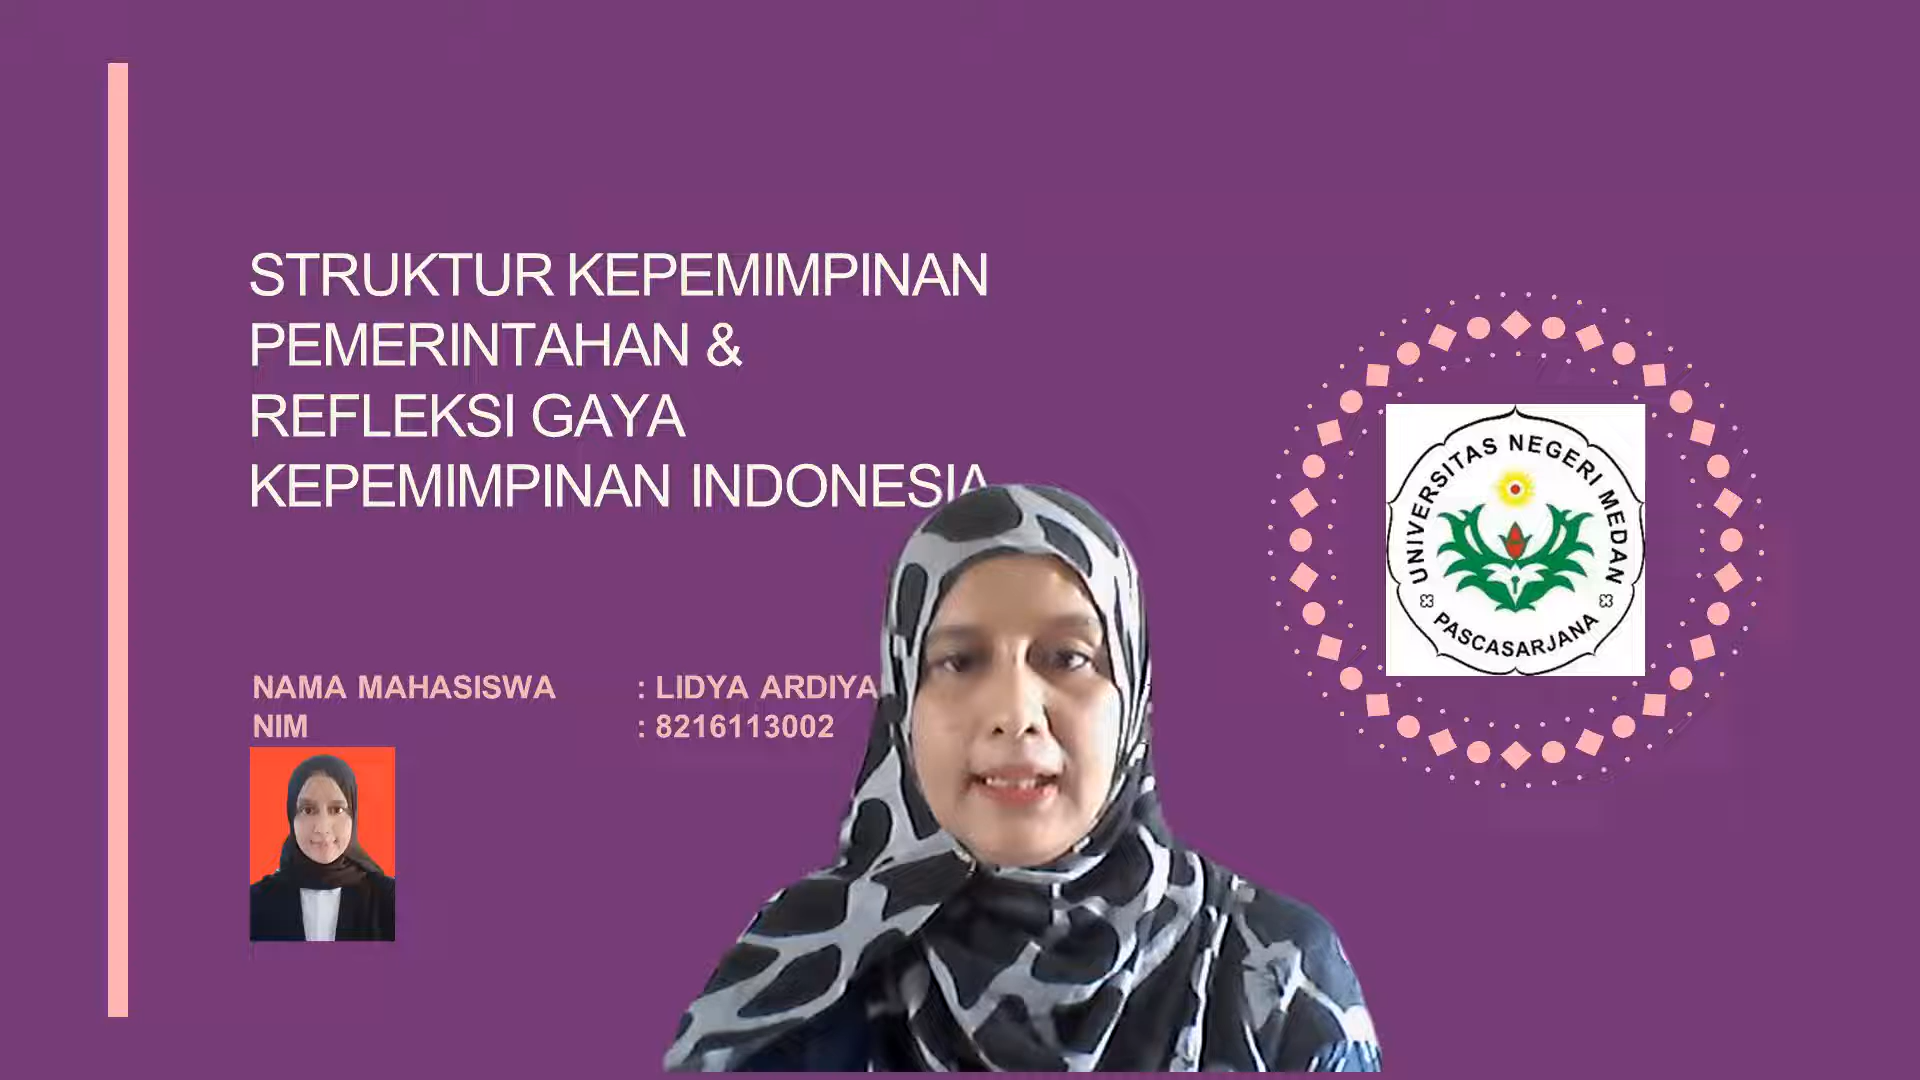 STRUKTUR KEPEMIMPINAN
PEMERINTAHAN &
REFLEKSI GAYA
KEPEMIMPINAN INDONESIA
NAMA MAHASISWA : LIDYA ARDIYA
NIM : 8216113002
UNIVERSITAS NEGERI MEDAN
PASCASARJANA